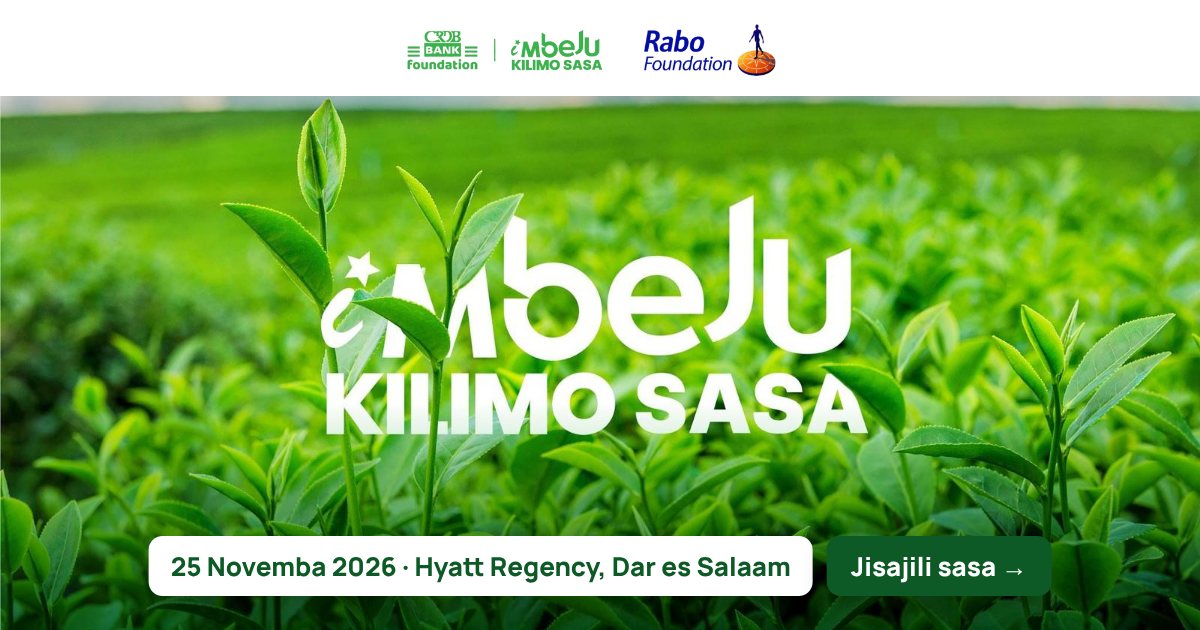 CRDB
BANK
foundation
iMbeJu
KILIMO SASA
Rabo
Foundation
iMbeJu
KILIMO SASA
25 Novemba 2026 · Hyatt Regency, Dar es Salaam
Jisajili sasa →